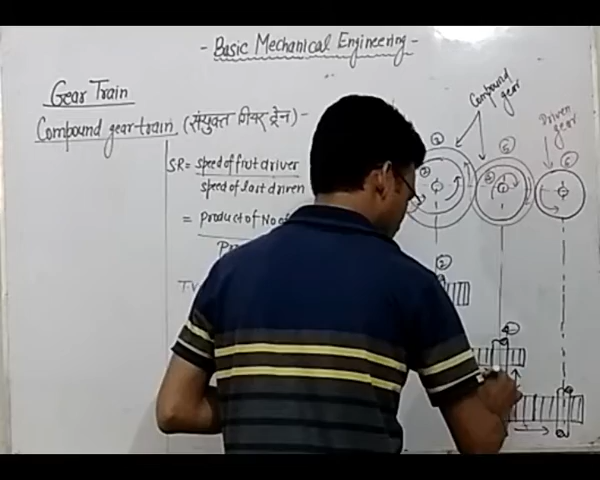 - Basic Mechanical Engineering -
Gear Train
Compound gear train (संयुक्त गियर ट्रेन) -
SR = speed of first driver
speed of last driven
= product of No of
T.V
Compound
gear
Driven
gear